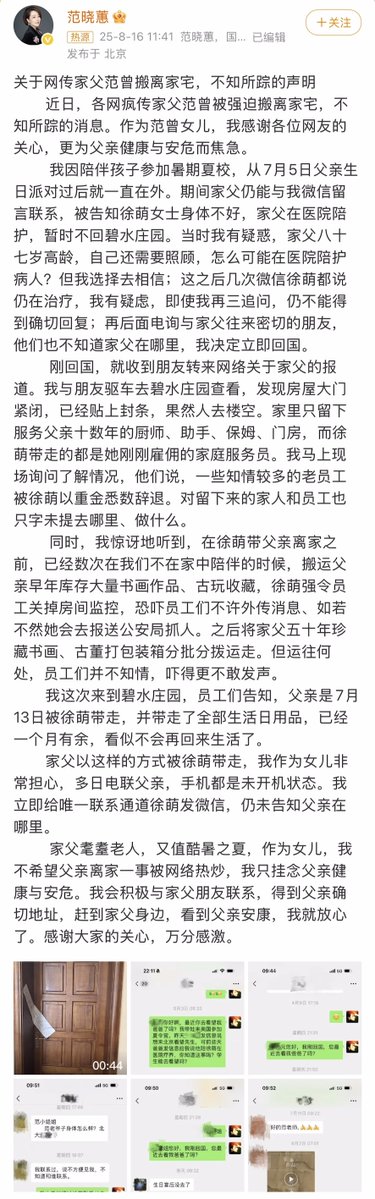 范晓蕙
+关注
热源 25-8-16 11:41 范晓蕙，国... 已编辑
发布于 北京
关于网传家父范曾搬离家宅，不知所踪的声明
近日，各网疯传家父范曾被强迫搬离家宅，不
知所踪的消息。作为范曾女儿，我感谢各位网友的
关心，更为父亲健康与安危而焦急。
我因陪伴孩子参加暑期夏校，从7月5日父亲生
日派对过后就一直在外。期间家父仍能与我微信留
言联系，被告知徐萌女士身体不好，家父在医院陪
护，暂时不回碧水庄园。当时我有疑惑，家父八十
七岁高龄，自己还需要照顾，怎么可能在医院陪护
病人？但我选择去相信；这之后几次微信徐萌都说
仍在治疗，我有疑虑，即使我再三追问，仍不能得
到确切回复；再后面电询与家父往来密切的朋友，
他们也不知道家父在哪里，我决定立即回国。
刚回国，就收到朋友转来网络关于家父的报
道。我与朋友驱车去碧水庄园查看，发现房屋大门
紧闭，已经贴上封条，果然人去楼空。家里只留下
服务父亲十数年的厨师、助手、保姆、门房，而徐
萌带走的都是她刚刚雇佣的家庭服务员。我马上现
场询问了解情况，他们说，一些知情较多的老员工
被徐萌以重金悉数辞退。对留下来的家人和员工也
只字未提去哪里、做什么。
同时，我惊讶地听到，在徐萌带父亲离家之
前，已经数次在我们不在家中陪伴的时候，搬运父
亲早年库存大量书画作品、古玩收藏，徐萌强令员
工关掉房间监控，恐吓员工们不许外传消息、如若
不然她会去报送公安局抓人。之后将家父五十年珍
藏书画、古董打包装箱分批分拨运走。但运往何
处，员工们并不知情，吓得更不敢发声。
我这次来到碧水庄园，员工们告知，父亲是7月
13日被徐萌带走，并带走了全部生活日用品，已经
一个月有余，看似不会再回来生活了。
家父以这样的方式被徐萌带走，我作为女儿非
常担心，多日电联父亲，手机都是未开机状态。我
立即给唯一联系通道徐萌发微信，仍未告知父亲在
哪里。
家父耄耋老人，又值酷暑之夏，作为女儿，我
不希望父亲离家一事被网络热炒，我只挂念父亲健
康与安危。我会积极与家父朋友联系，得到父亲确
切地址，赶到父亲身边，看到父亲安康，我就放心
了。感谢大家的关心，万分感激。
00:44
22:11
09:44
09:51
范小姐姐
09:50
生日宴后没去了
09:52
好的范老师